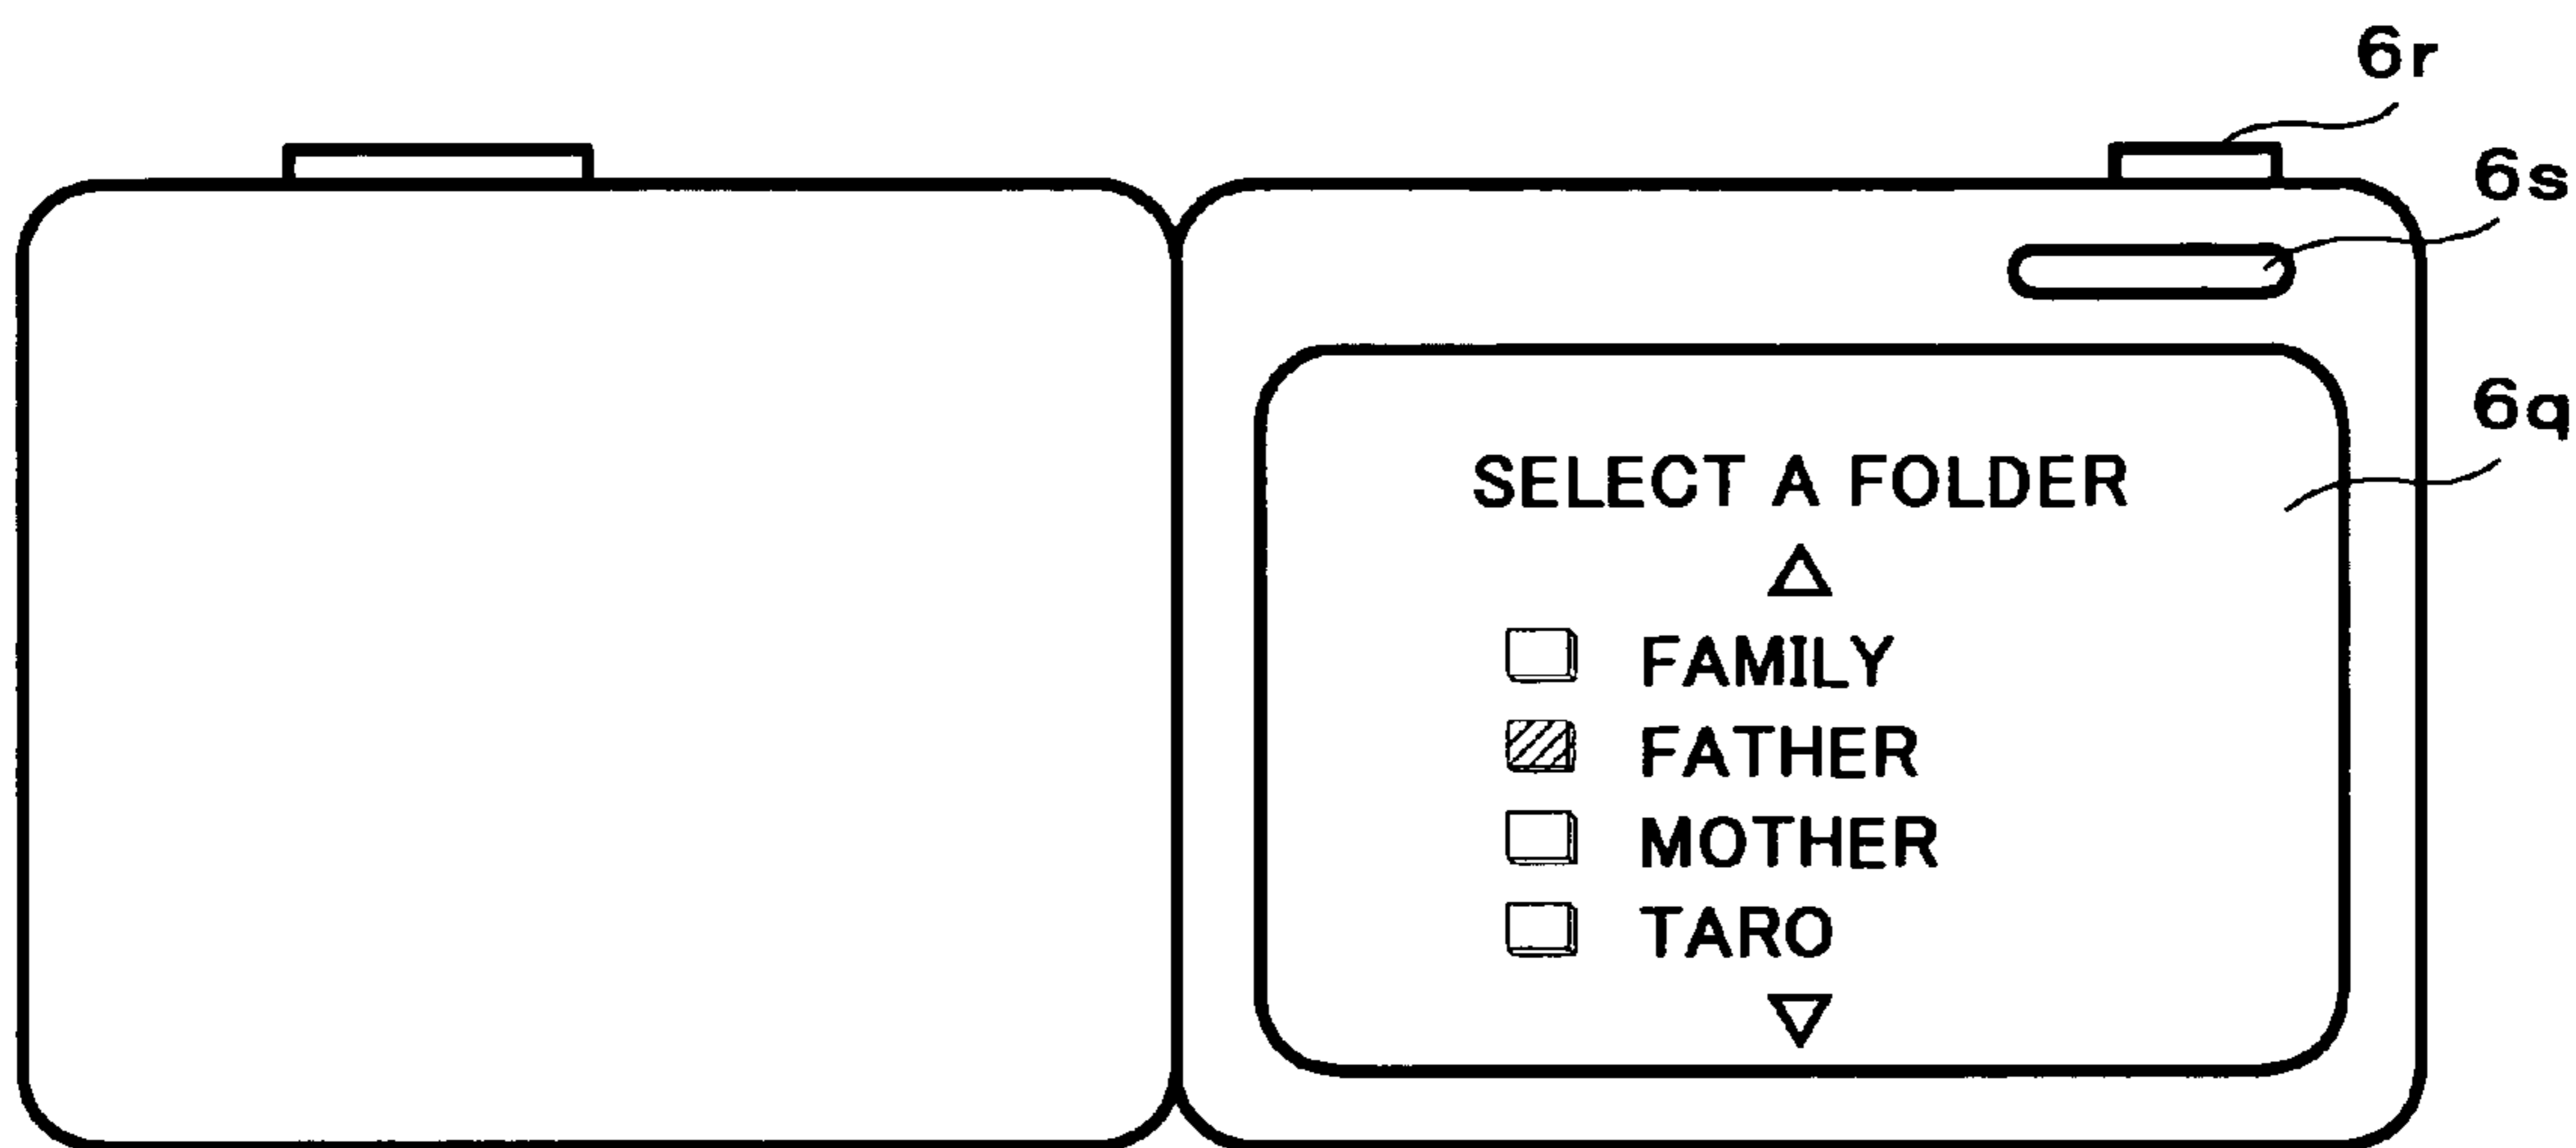 6r
6s
6q
SELECT A FOLDER
△
FAMILY
FATHER
MOTHER
TARO
▽